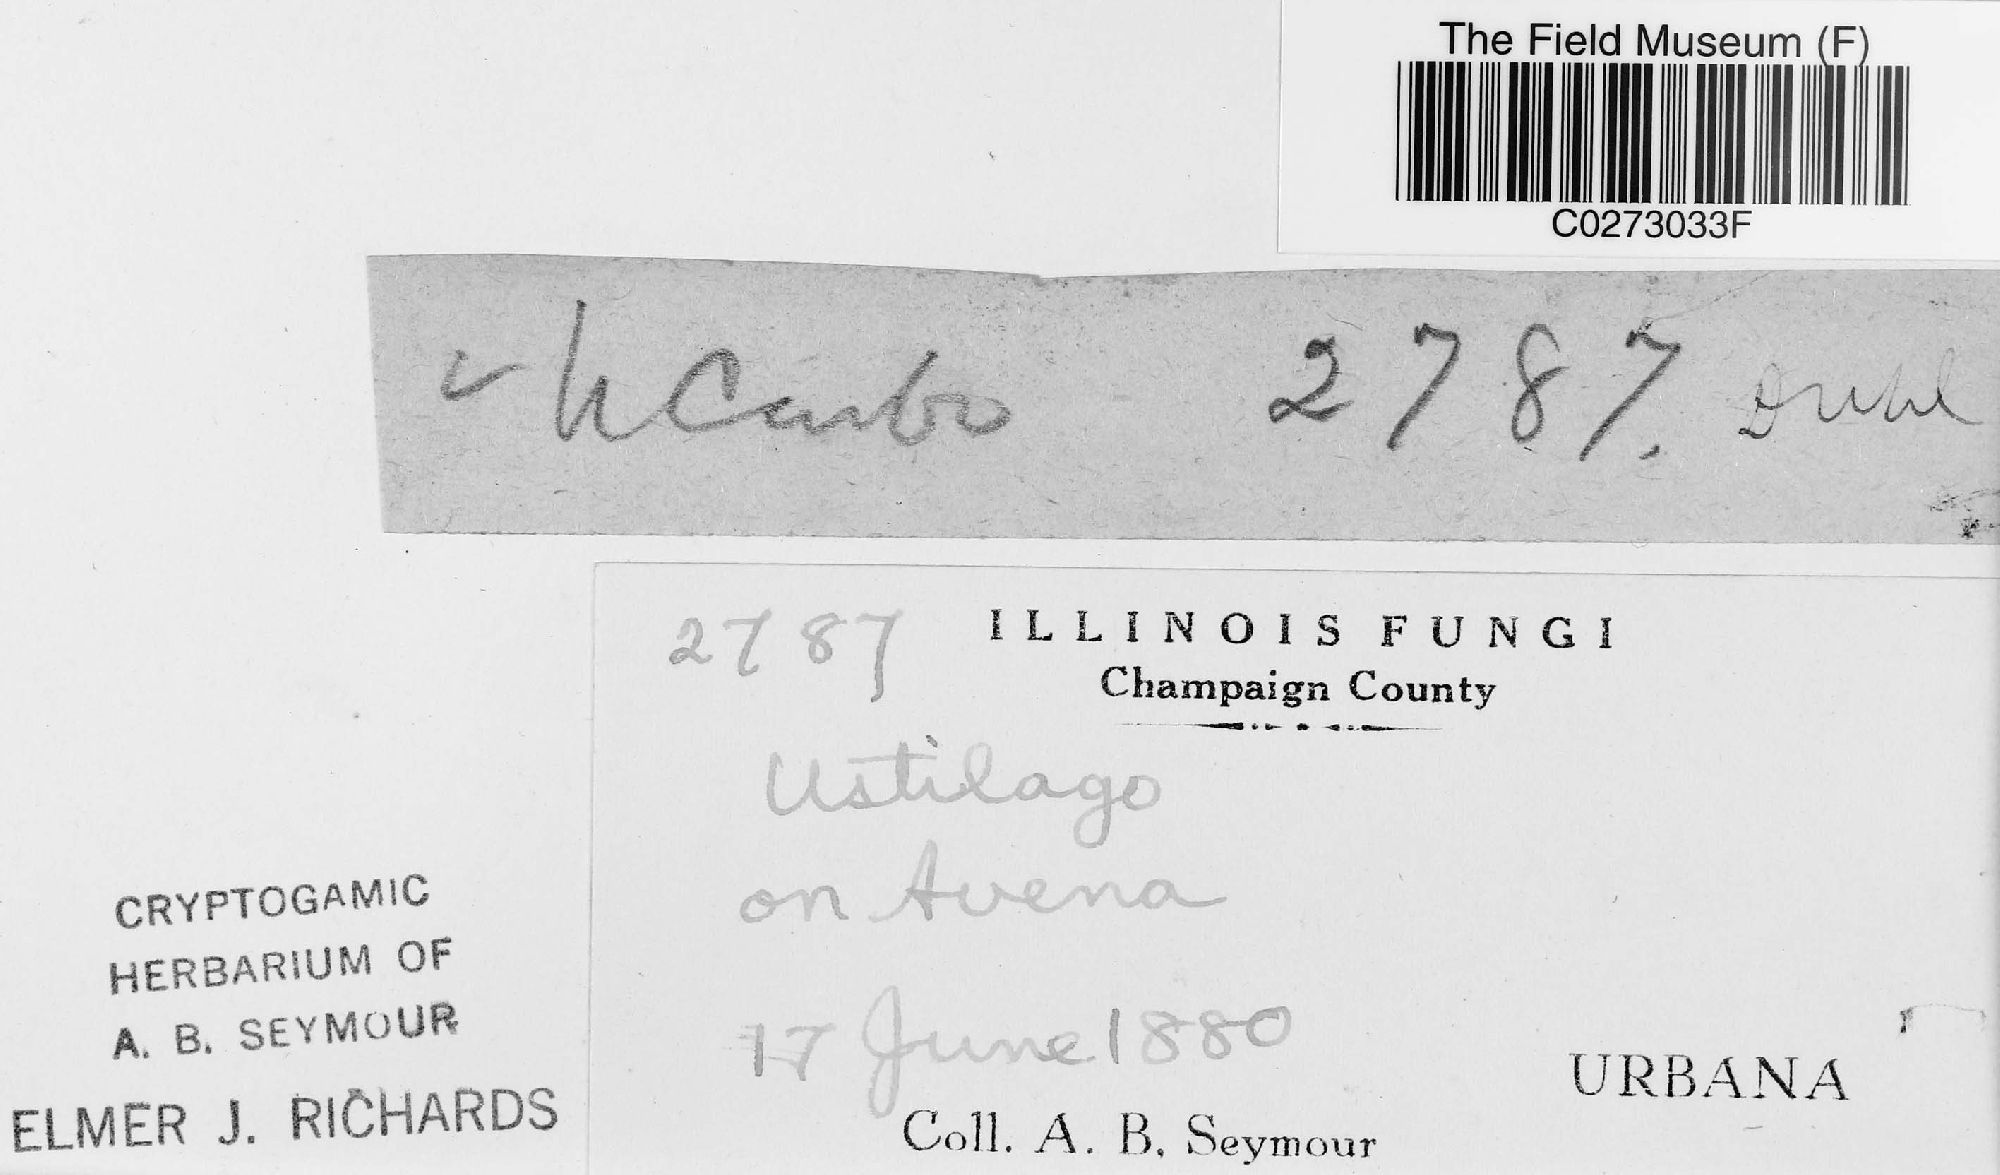 The Field Museum (F)
C0273033F
U Carbo 2787.
2787
ILLINOIS FUNGI
Champaign County
Ustilago
on Avena
17 June 1880
URBANA
Coll. A. B. Seymour
CRYPTOGAMIC
HERBARIUM OF
A. B. SEYMOUR
ELMER J. RICHARDS